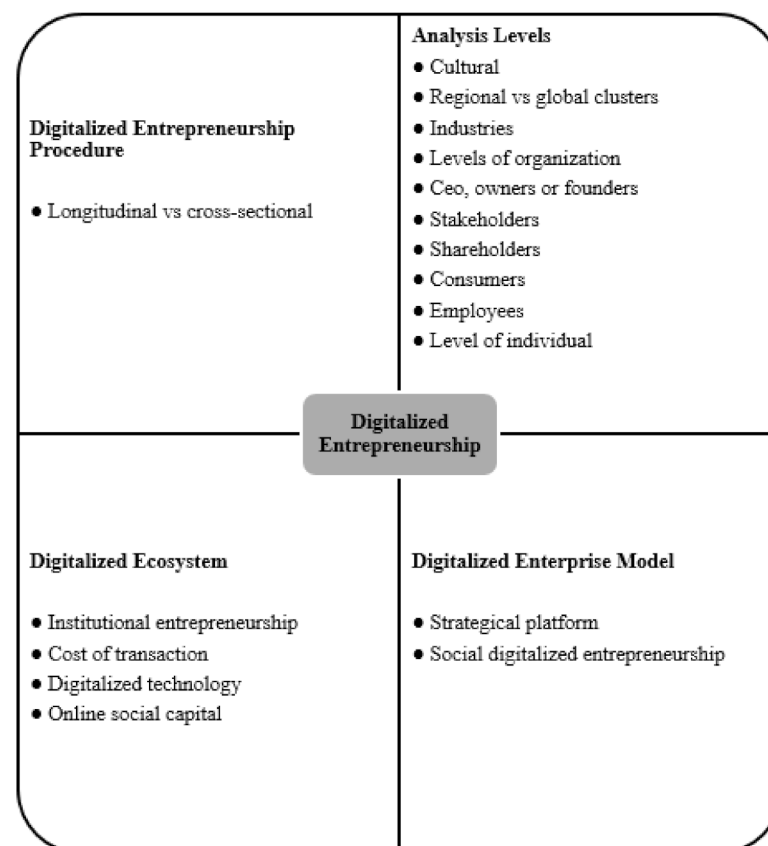 Digitalized Entrepreneurship
Procedure
● Longitudinal vs cross-sectional
Analysis Levels
● Cultural
● Regional vs global clusters
● Industries
● Levels of organization
● Ceo, owners or founders
● Stakeholders
● Shareholders
● Consumers
● Employees
● Level of individual
Digitalized
Entrepreneurship
Digitalized Ecosystem
● Institutional entrepreneurship
● Cost of transaction
● Digitalized technology
● Online social capital
Digitalized Enterprise Model
● Strategical platform
● Social digitalized entrepreneurship